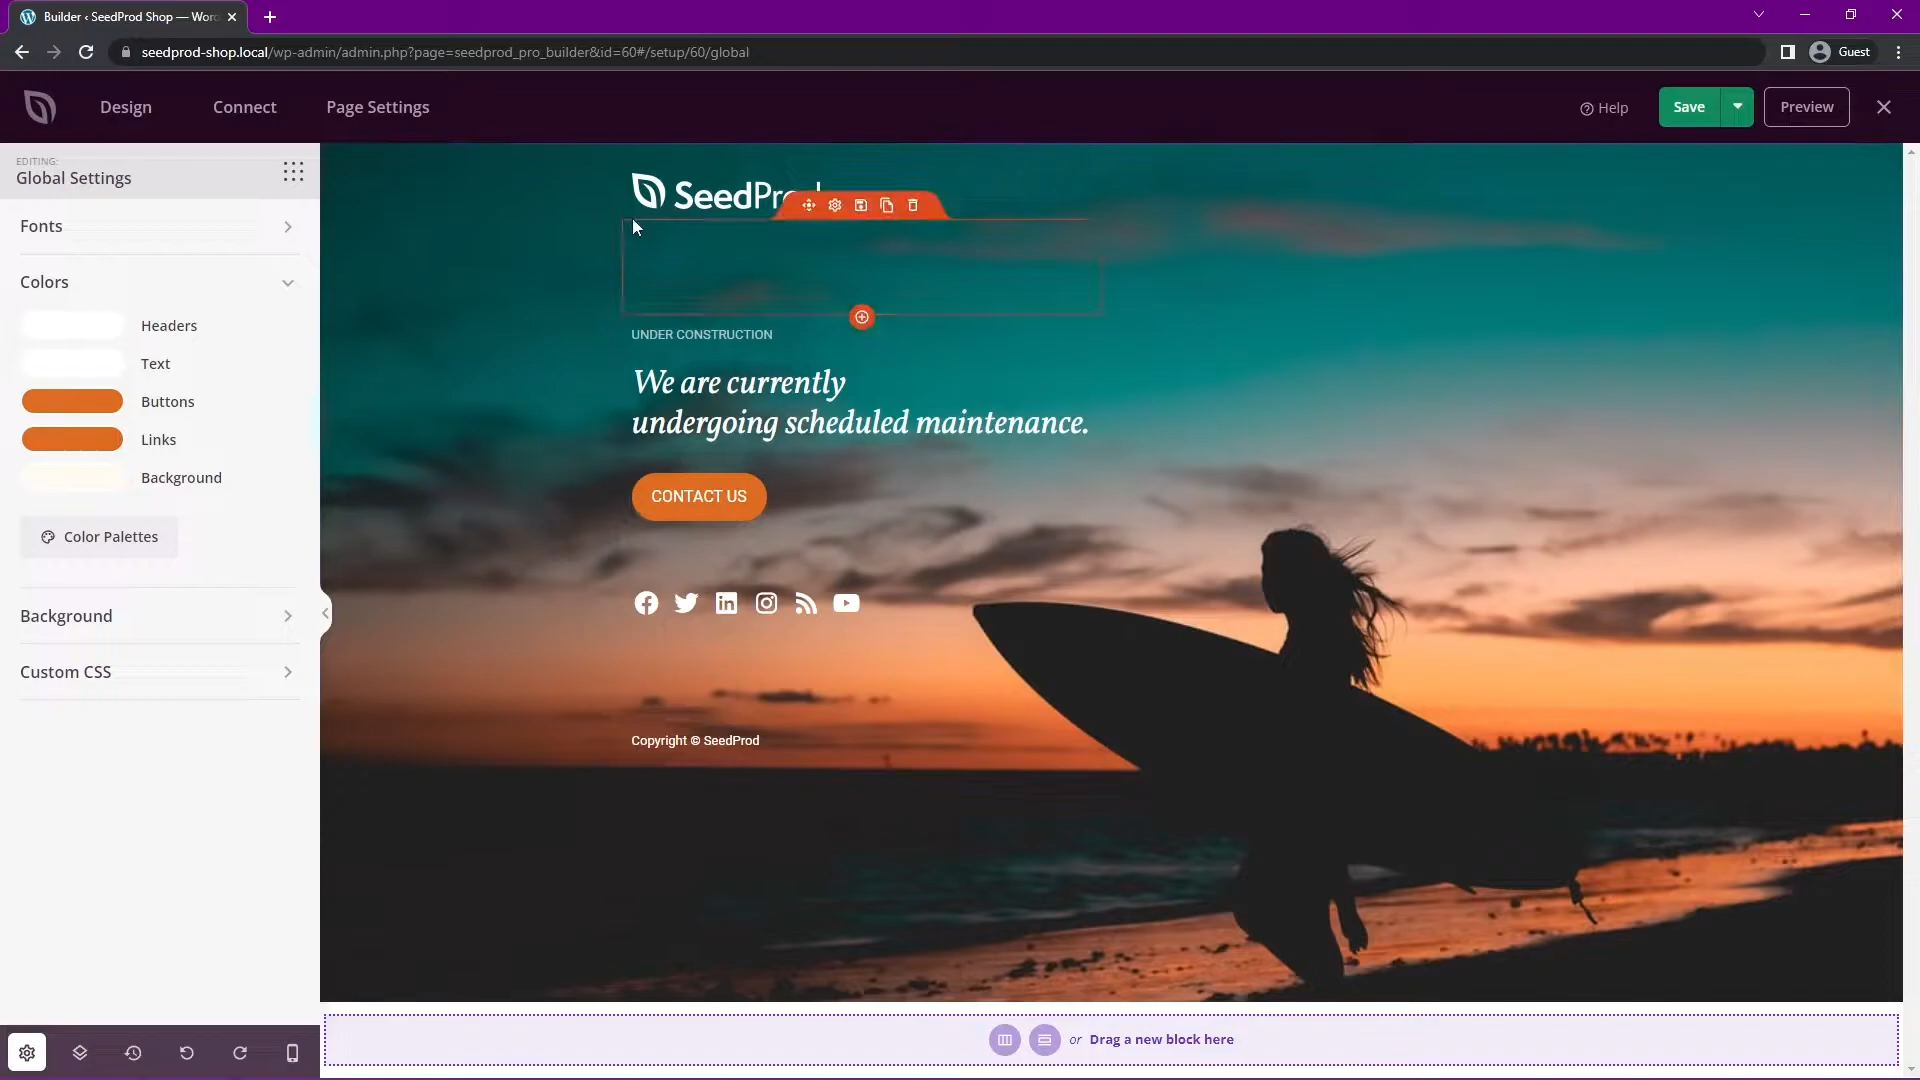 Builder ‹ SeedProd Shop — Word
seedprod-shop.local/wp-admin/admin.php?page=seedprod_pro_builder&id=60#/setup/60/global
Guest
Design
Connect
Page Settings
Help
Save
Preview
EDITING:
Global Settings
Fonts
Colors
Headers
Text
Buttons
Links
Background
Color Palettes
Background
Custom CSS
SeedProd
UNDER CONSTRUCTION
We are currently
undergoing scheduled maintenance.
CONTACT US
Copyright © SeedProd
or Drag a new block here